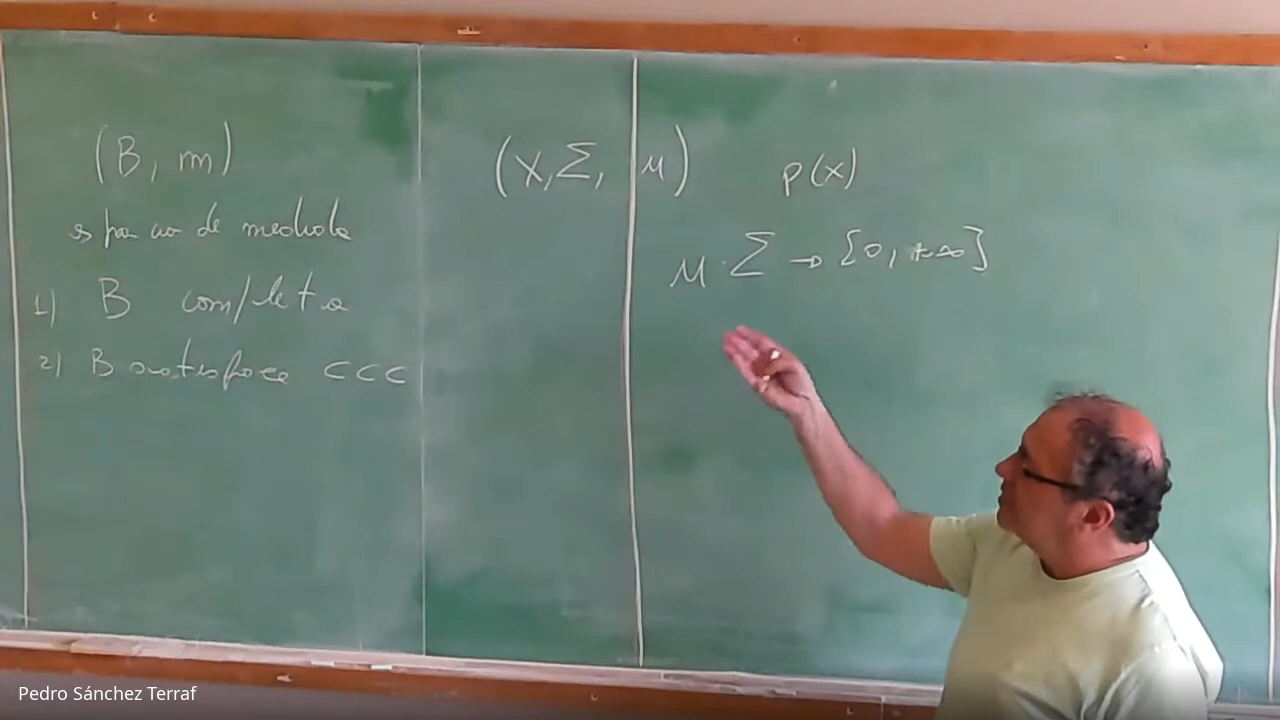 (B, m)
espacio de medida
1) B completa
2) B satisface CCC
(X, Σ, μ)
p(x)
μ: Σ → [0, +∞]
Pedro Sánchez Terraf